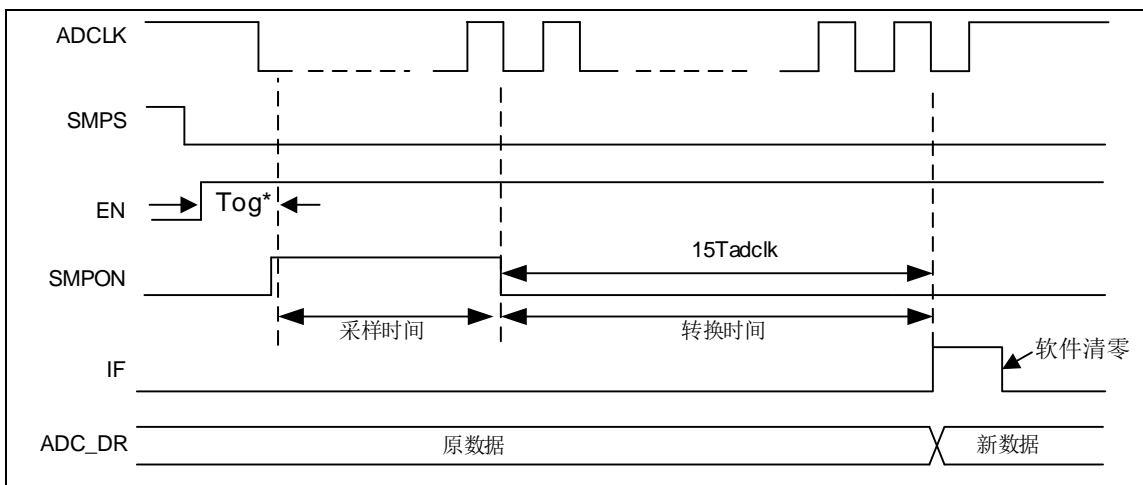 ADCLK
SMPS
EN
Tog*
SMPON
15Tadclk
采样时间
转换时间
IF
软件清零
ADC_DR
原数据
新数据